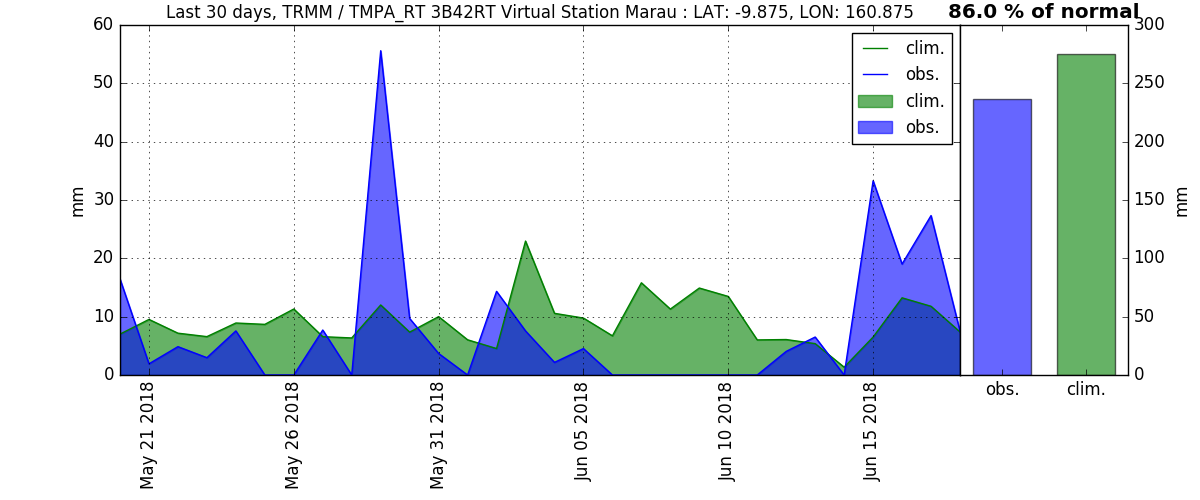 Last 30 days, TRMM / TMPA_RT 3B42RT Virtual Station Marau : LAT: -9.875, LON: 160.875
86.0 % of normal
60
50
40
30
20
10
0
mm
clim.
obs.
clim.
obs.
300
250
200
150
100
50
0
mm
obs.
clim.
May 21 2018
May 26 2018
May 31 2018
Jun 05 2018
Jun 10 2018
Jun 15 2018